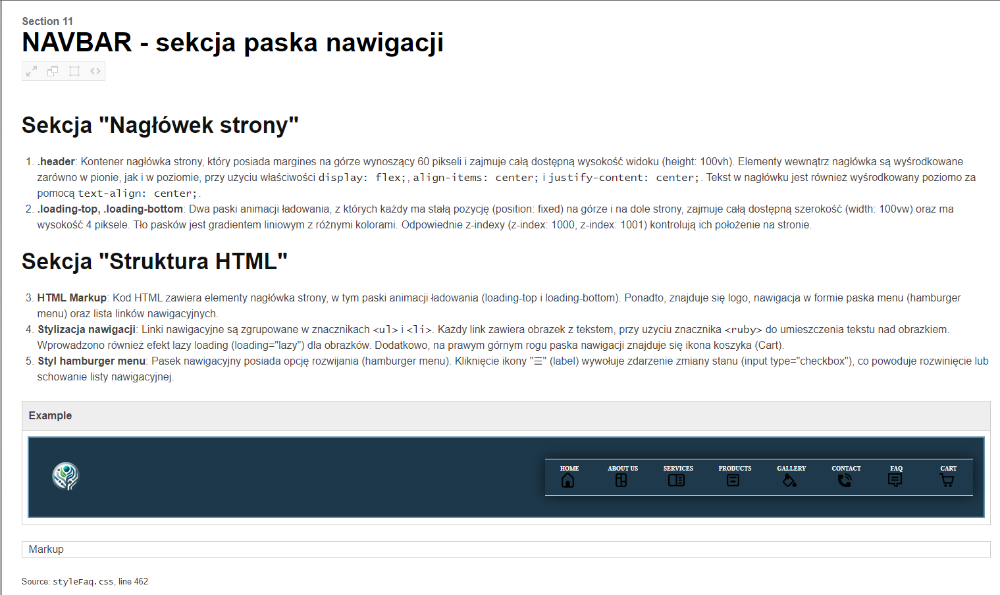 Section 11
NAVBAR - sekcja paska nawigacji
Sekcja "Nagłówek strony"
1. .header: Kontener nagłówka strony, który posiada margines na górze wynoszący 60 pikseli i zajmuje całą dostępną wysokość widoku (height: 100vh). Elementy wewnątrz nagłówka są wyśrodkowane
zarówno w pionie, jak i w poziomie, przy użyciu właściwości display: flex;, align-items: center; i justify-content: center;. Tekst w nagłówku jest również wyśrodkowany poziomo za
pomocą text-align: center;.
2. .loading-top, .loading-bottom: Dwa paski animacji ładowania, z których każdy ma stałą pozycję (position: fixed) na górze i na dole strony, zajmuje całą dostępną szerokość (width: 100vw) oraz ma
wysokość 4 piksele. Tło pasków jest gradientem liniowym z różnymi kolorami. Odpowiednie z-indexy (z-index: 1000, z-index: 1001) kontrolują ich położenie na stronie.
Sekcja "Struktura HTML"
3. HTML Markup: Kod HTML zawiera elementy nagłówka strony, w tym paski animacji ładowania (loading-top i loading-bottom). Ponadto, znajduje się logo, nawigacja w formie paska menu (hamburger
menu) oraz lista linków nawigacyjnych.
4. Stylizacja nawigacji: Linki nawigacyjne są zgrupowane w znacznikach <ul> i <li>. Każdy link zawiera obrazek z tekstem, przy użyciu znacznika <ruby> do umieszczenia tekstu nad obrazkiem.
Wprowadzono również efekt lazy loading (loading="lazy") dla obrazków. Dodatkowo, na prawym górnym rogu paska nawigacji znajduje się ikona koszyka (Cart).
5. Styl hamburger menu: Pasek nawigacyjny posiada opcję rozwijania (hamburger menu). Kliknięcie ikony "☰" (label) wywołuje zdarzenie zmiany stanu (input type="checkbox"), co powoduje rozwinięcie lub
schowanie listy nawigacyjnej.
Example
HOME ABOUT US SERVICES PRODUCTS GALLERY CONTACT FAQ CART
Markup
Source: styleFaq.css, line 462